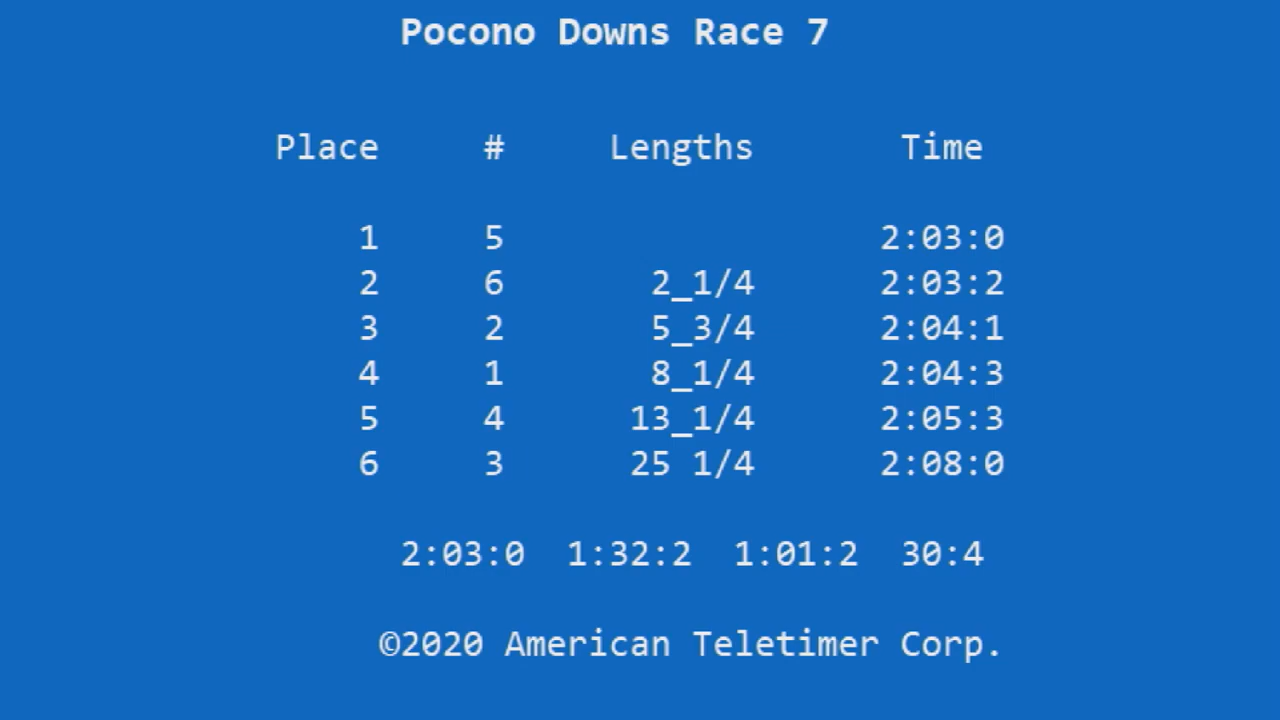 Pocono Downs Race 7
Place # Lengths Time
1 5 2:03:0
2 6 2_1/4 2:03:2
3 2 5_3/4 2:04:1
4 1 8_1/4 2:04:3
5 4 13_1/4 2:05:3
6 3 25 1/4 2:08:0
2:03:0 1:32:2 1:01:2 30:4
©2020 American Teletimer Corp.